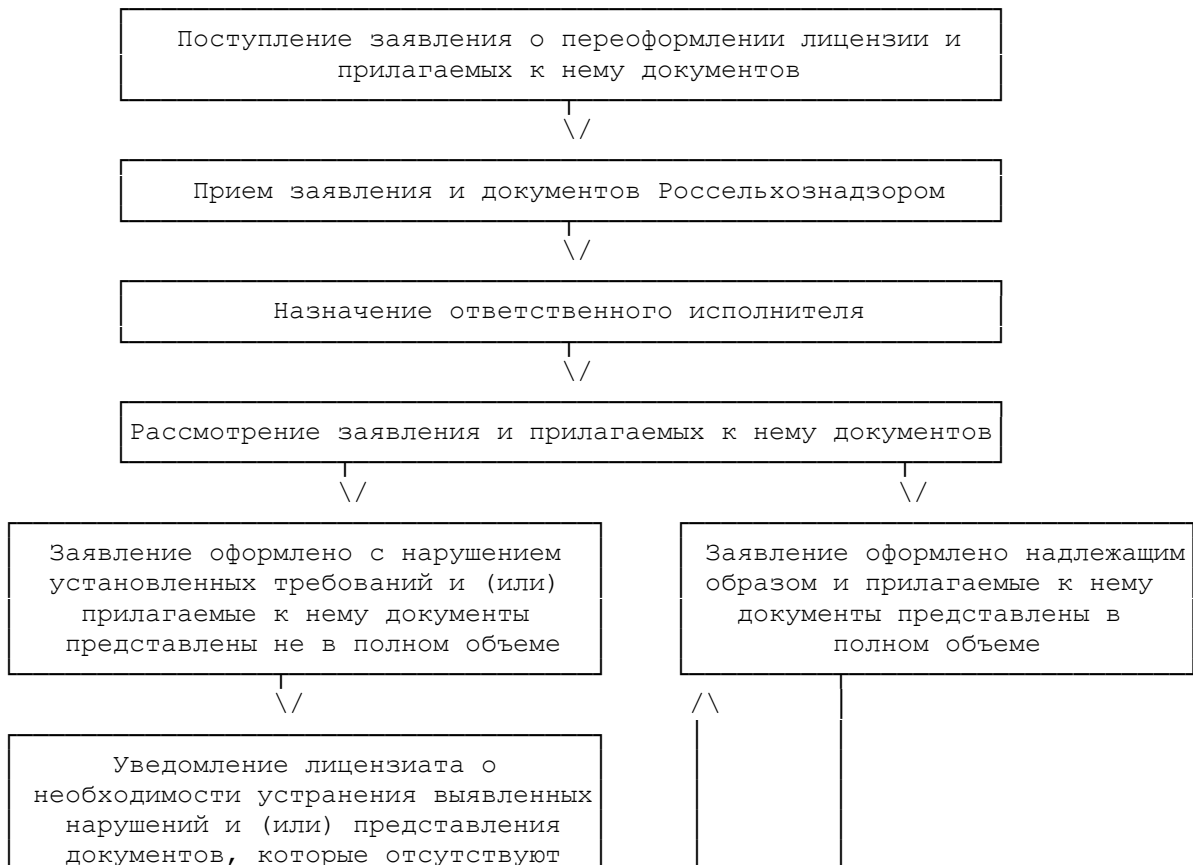 Поступление заявления о переоформлении лицензии и
прилагаемых к нему документов
\/
Прием заявления и документов Россельхознадзором
\/
Назначение ответственного исполнителя
\/
Рассмотрение заявления и прилагаемых к нему документов
\/ \/
Заявление оформлено с нарушением
установленных требований и (или)
прилагаемые к нему документы
представлены не в полном объеме
Заявление оформлено надлежащим
образом и прилагаемые к нему
документы представлены в
полном объеме
\/ /\
Уведомление лицензиата о
необходимости устранения выявленных
нарушений и (или) представления
документов, которые отсутствуют